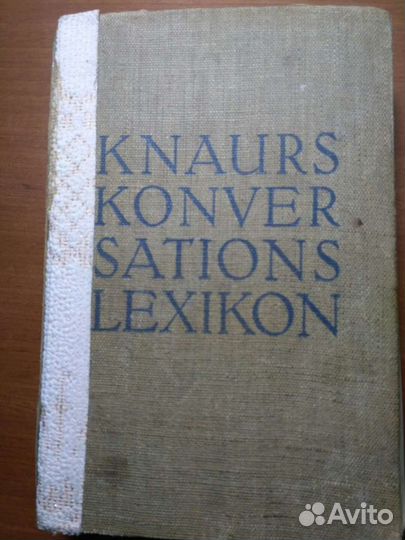 KNAURS
KONVER
SATIONS
LEXIKON
Avito